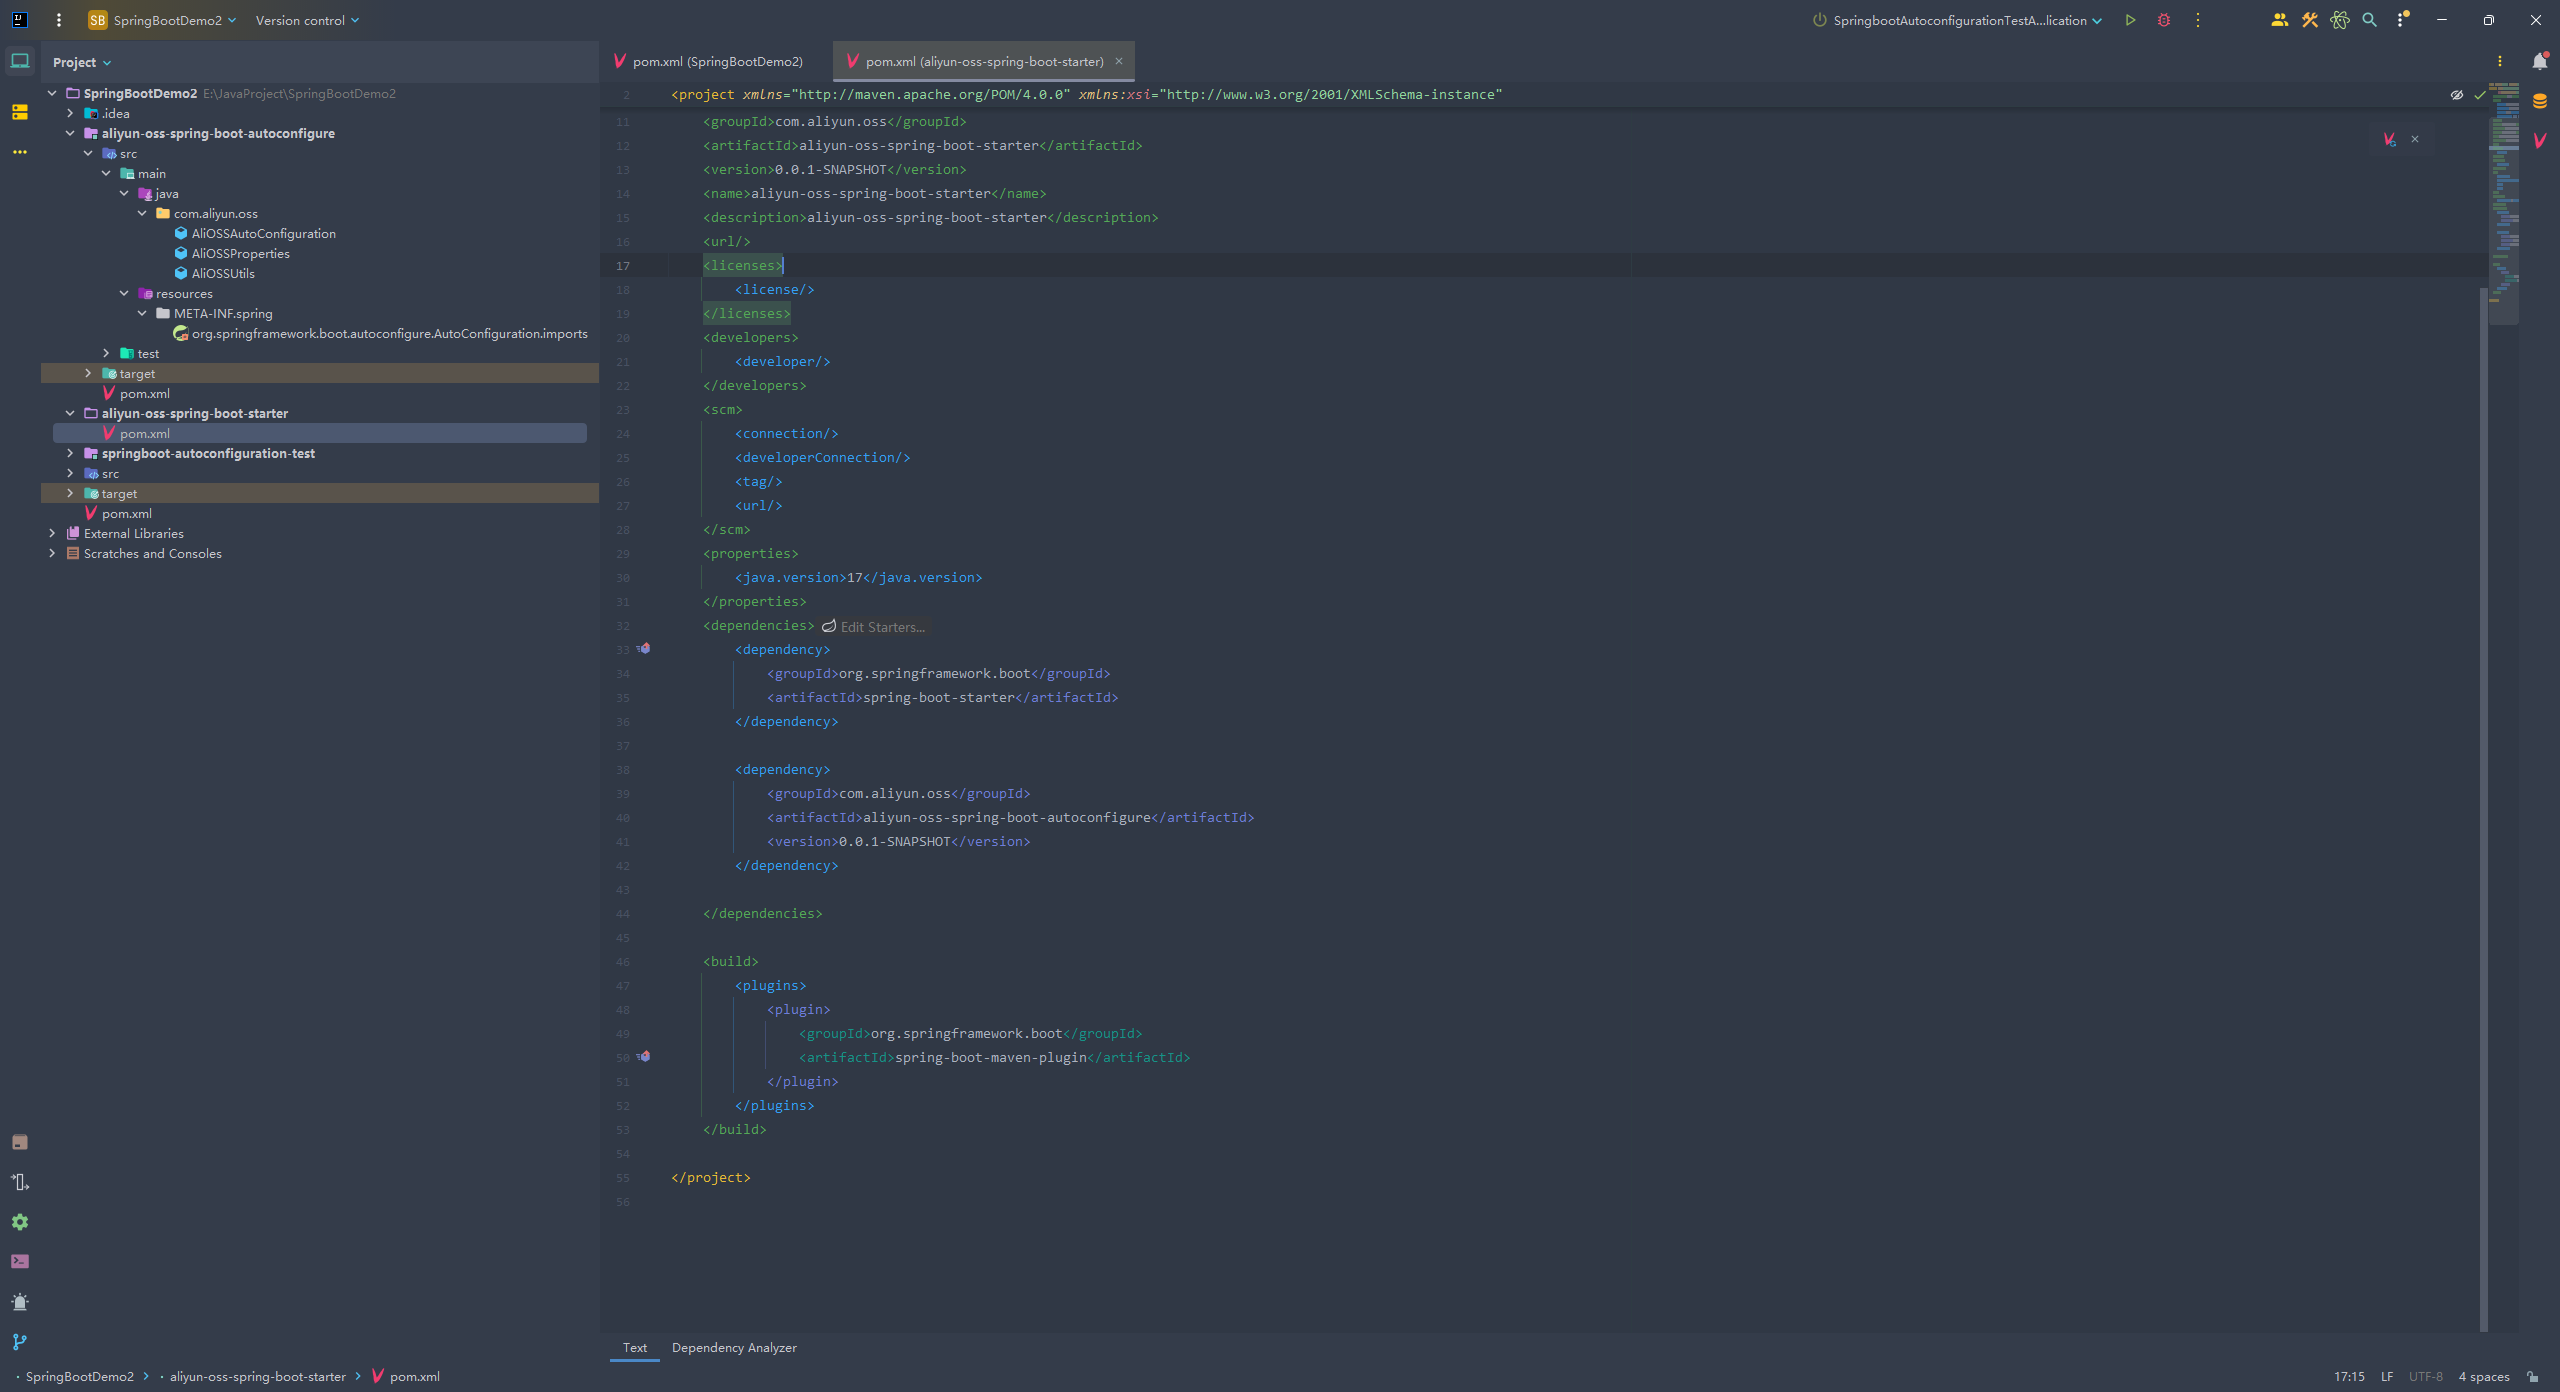 SB SpringBootDemo2 Version control SpringbootAutoconfigurationTestA...lication
Project
SpringBootDemo2 E:\JavaProject\SpringBootDemo2
.idea
aliyun-oss-spring-boot-autoconfigure
src
main
java
com.aliyun.oss
AliOSSAutoConfiguration
AliOSSProperties
AliOSSUtils
resources
META-INF.spring
org.springframework.boot.autoconfigure.AutoConfiguration.imports
test
target
pom.xml
aliyun-oss-spring-boot-starter
pom.xml
springboot-autoconfiguration-test
src
target
pom.xml
External Libraries
Scratches and Consoles
pom.xml (SpringBootDemo2) pom.xml (aliyun-oss-spring-boot-starter)
2 <project xmlns="http://maven.apache.org/POM/4.0.0" xmlns:xsi="http://www.w3.org/2001/XMLSchema-instance"
11 <groupId>com.aliyun.oss</groupId>
12 <artifactId>aliyun-oss-spring-boot-starter</artifactId>
13 <version>0.0.1-SNAPSHOT</version>
14 <name>aliyun-oss-spring-boot-starter</name>
15 <description>aliyun-oss-spring-boot-starter</description>
16 <url/>
17 <licenses>
18 <license/>
19 </licenses>
20 <developers>
21 <developer/>
22 </developers>
23 <scm>
24 <connection/>
25 <developerConnection/>
26 <tag/>
27 <url/>
28 </scm>
29 <properties>
30 <java.version>17</java.version>
31 </properties>
32 <dependencies> Edit Starters...
33 <dependency>
34 <groupId>org.springframework.boot</groupId>
35 <artifactId>spring-boot-starter</artifactId>
36 </dependency>
37
38 <dependency>
39 <groupId>com.aliyun.oss</groupId>
40 <artifactId>aliyun-oss-spring-boot-autoconfigure</artifactId>
41 <version>0.0.1-SNAPSHOT</version>
42 </dependency>
43
44 </dependencies>
45
46 <build>
47 <plugins>
48 <plugin>
49 <groupId>org.springframework.boot</groupId>
50 <artifactId>spring-boot-maven-plugin</artifactId>
51 </plugin>
52 </plugins>
53 </build>
54
55 </project>
56
Text Dependency Analyzer
SpringBootDemo2 aliyun-oss-spring-boot-starter pom.xml 17:15 LF UTF-8 4 spaces